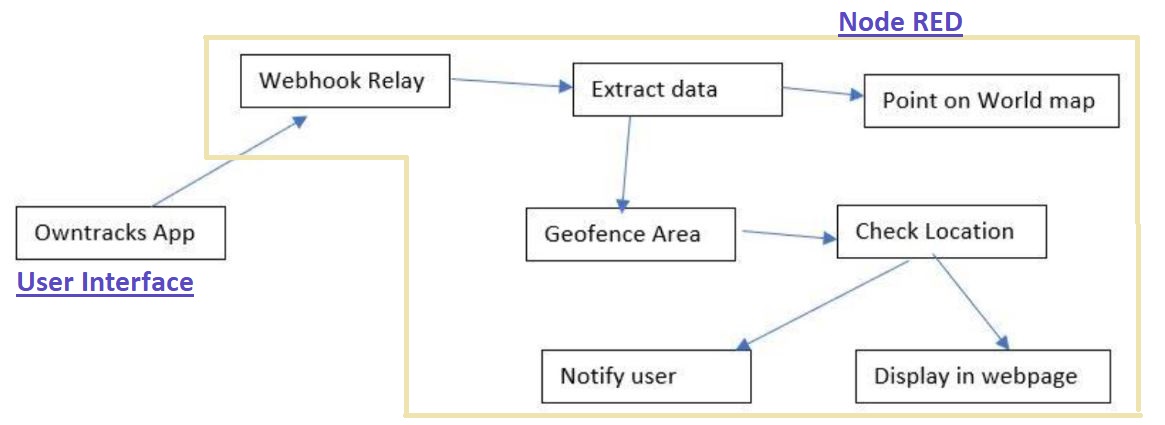 Node RED
Webhook Relay
Extract data
Point on World map
Owntracks App
Geofence Area
Check Location
User Interface
Notify user
Display in webpage